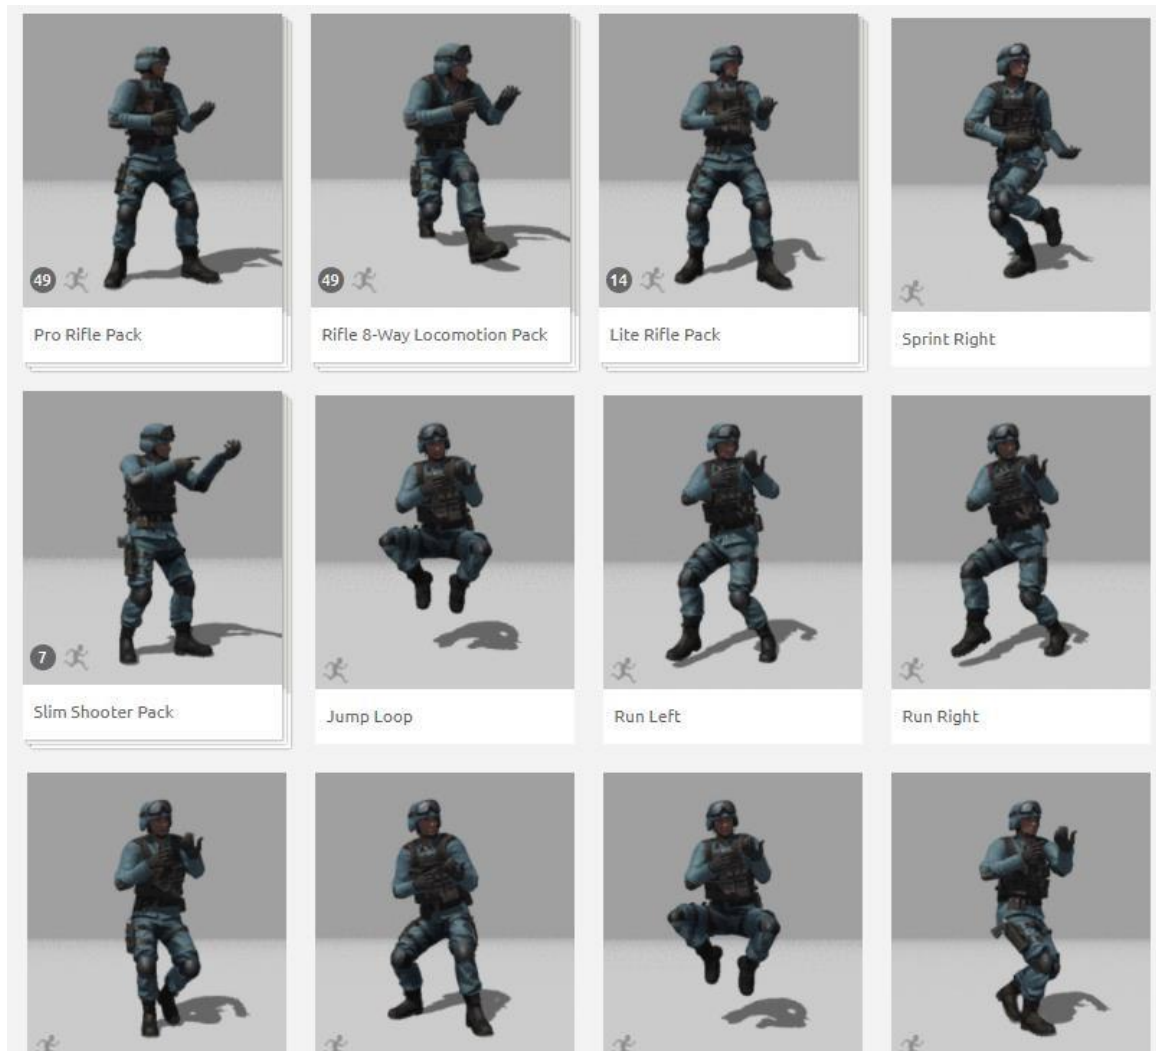 49
Pro Rifle Pack
49
Rifle 8-Way Locomotion Pack
14
Lite Rifle Pack
Sprint Right
7
Slim Shooter Pack
Jump Loop
Run Left
Run Right